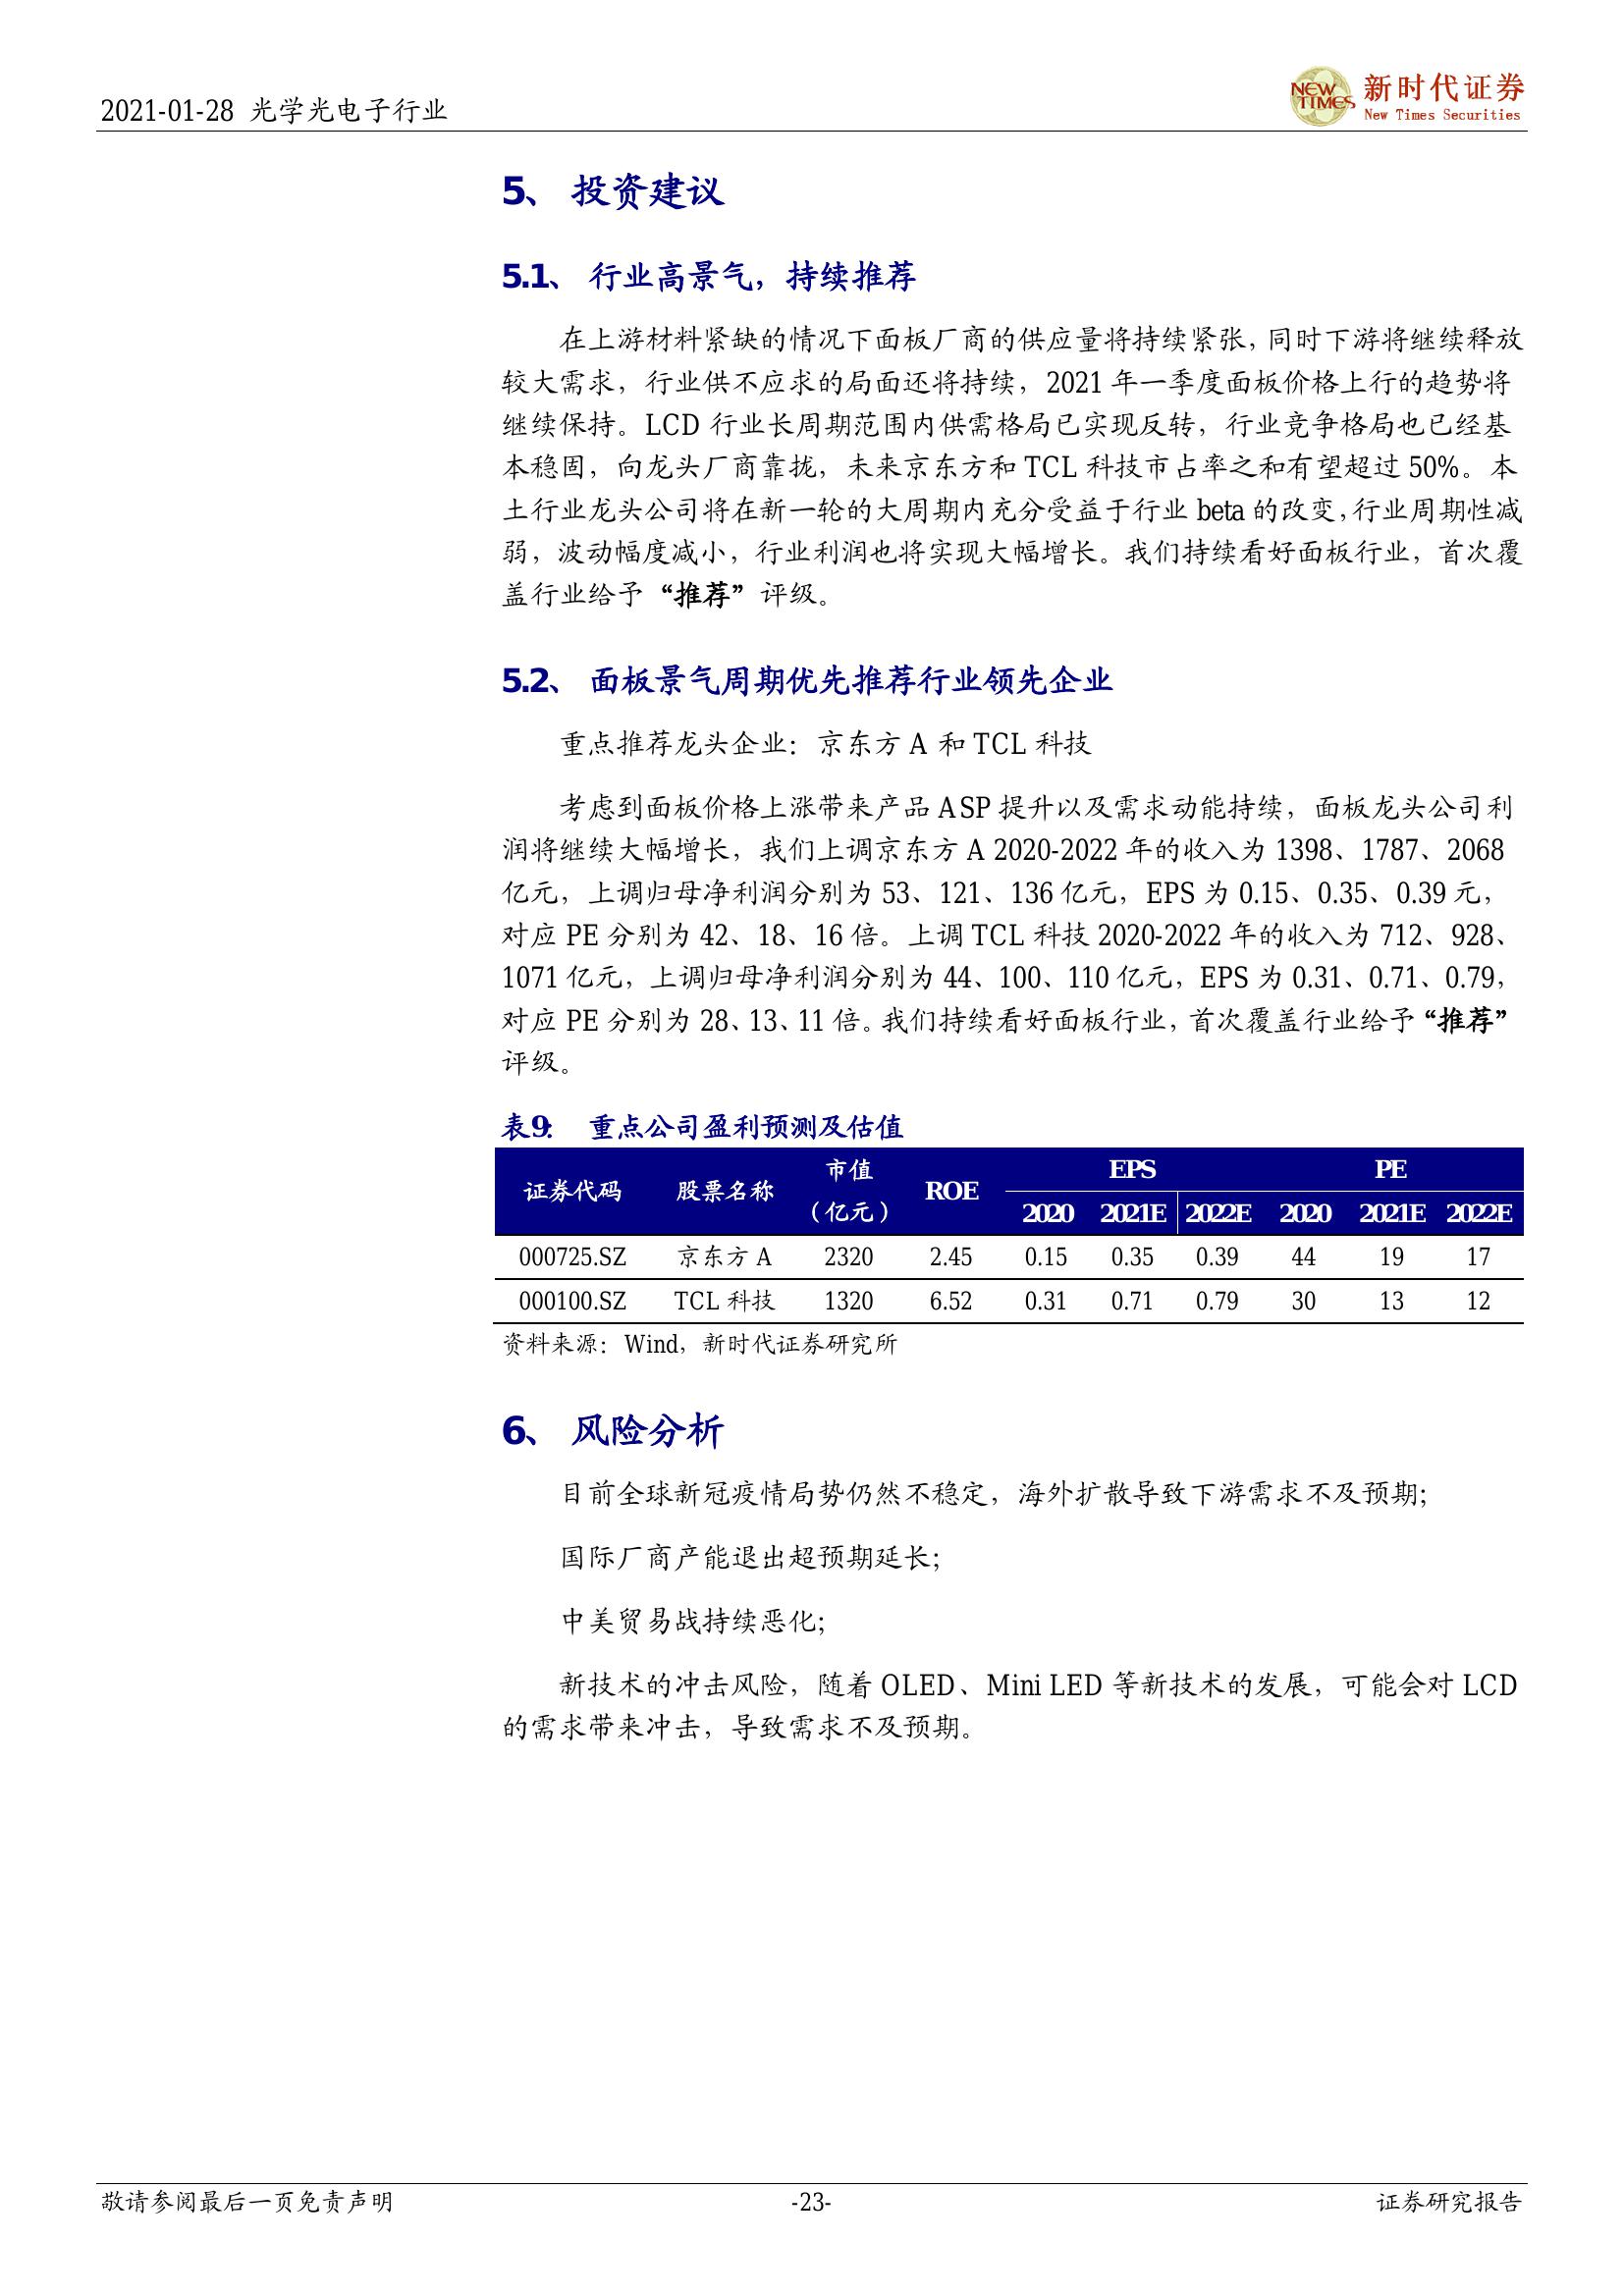 2021-01-28 光学光电子行业
NEW TIMES
新时代证券
New Times Securities
5、 投资建议
5.1、 行业高景气，持续推荐
在上游材料紧缺的情况下面板厂商的供应量将持续紧张，同时下游将继续释放
较大需求，行业供不应求的局面还将持续，2021 年一季度面板价格上行的趋势将
继续保持。LCD 行业长周期范围内供需格局已实现反转，行业竞争格局也已经基
本稳固，向龙头厂商靠拢，未来京东方和 TCL 科技市占率之和有望超过 50%。本
土行业龙头公司将在新一轮的大周期内充分受益于行业 beta 的改变，行业周期性减
弱，波动幅度减小，行业利润也将实现大幅增长。我们持续看好面板行业，首次覆
盖行业给予“推荐”评级。
5.2、 面板景气周期优先推荐行业领先企业
重点推荐龙头企业：京东方 A 和 TCL 科技
考虑到面板价格上涨带来产品 ASP 提升以及需求动能持续，面板龙头公司利
润将继续大幅增长，我们上调京东方 A 2020-2022 年的收入为 1398、1787、2068
亿元，上调归母净利润分别为 53、121、136 亿元，EPS 为 0.15、0.35、0.39 元，
对应 PE 分别为 42、18、16 倍。上调 TCL 科技 2020-2022 年的收入为 712、928、
1071 亿元，上调归母净利润分别为 44、100、110 亿元，EPS 为 0.31、0.71、0.79，
对应 PE 分别为 28、13、11 倍。我们持续看好面板行业，首次覆盖行业给予“推荐”
评级。
表9： 重点公司盈利预测及估值
证券代码 股票名称 市值（亿元） ROE EPS PE
2020 2021E 2022E 2020 2021E 2022E
000725.SZ 京东方 A 2320 2.45 0.15 0.35 0.39 44 19 17
000100.SZ TCL 科技 1320 6.52 0.31 0.71 0.79 30 13 12
资料来源：Wind，新时代证券研究所
6、 风险分析
目前全球新冠疫情局势仍然不稳定，海外扩散导致下游需求不及预期；
国际厂商产能退出超预期延长；
中美贸易战持续恶化；
新技术的冲击风险，随着 OLED、Mini LED 等新技术的发展，可能会对 LCD
的需求带来冲击，导致需求不及预期。
敬请参阅最后一页免责声明 -23- 证券研究报告